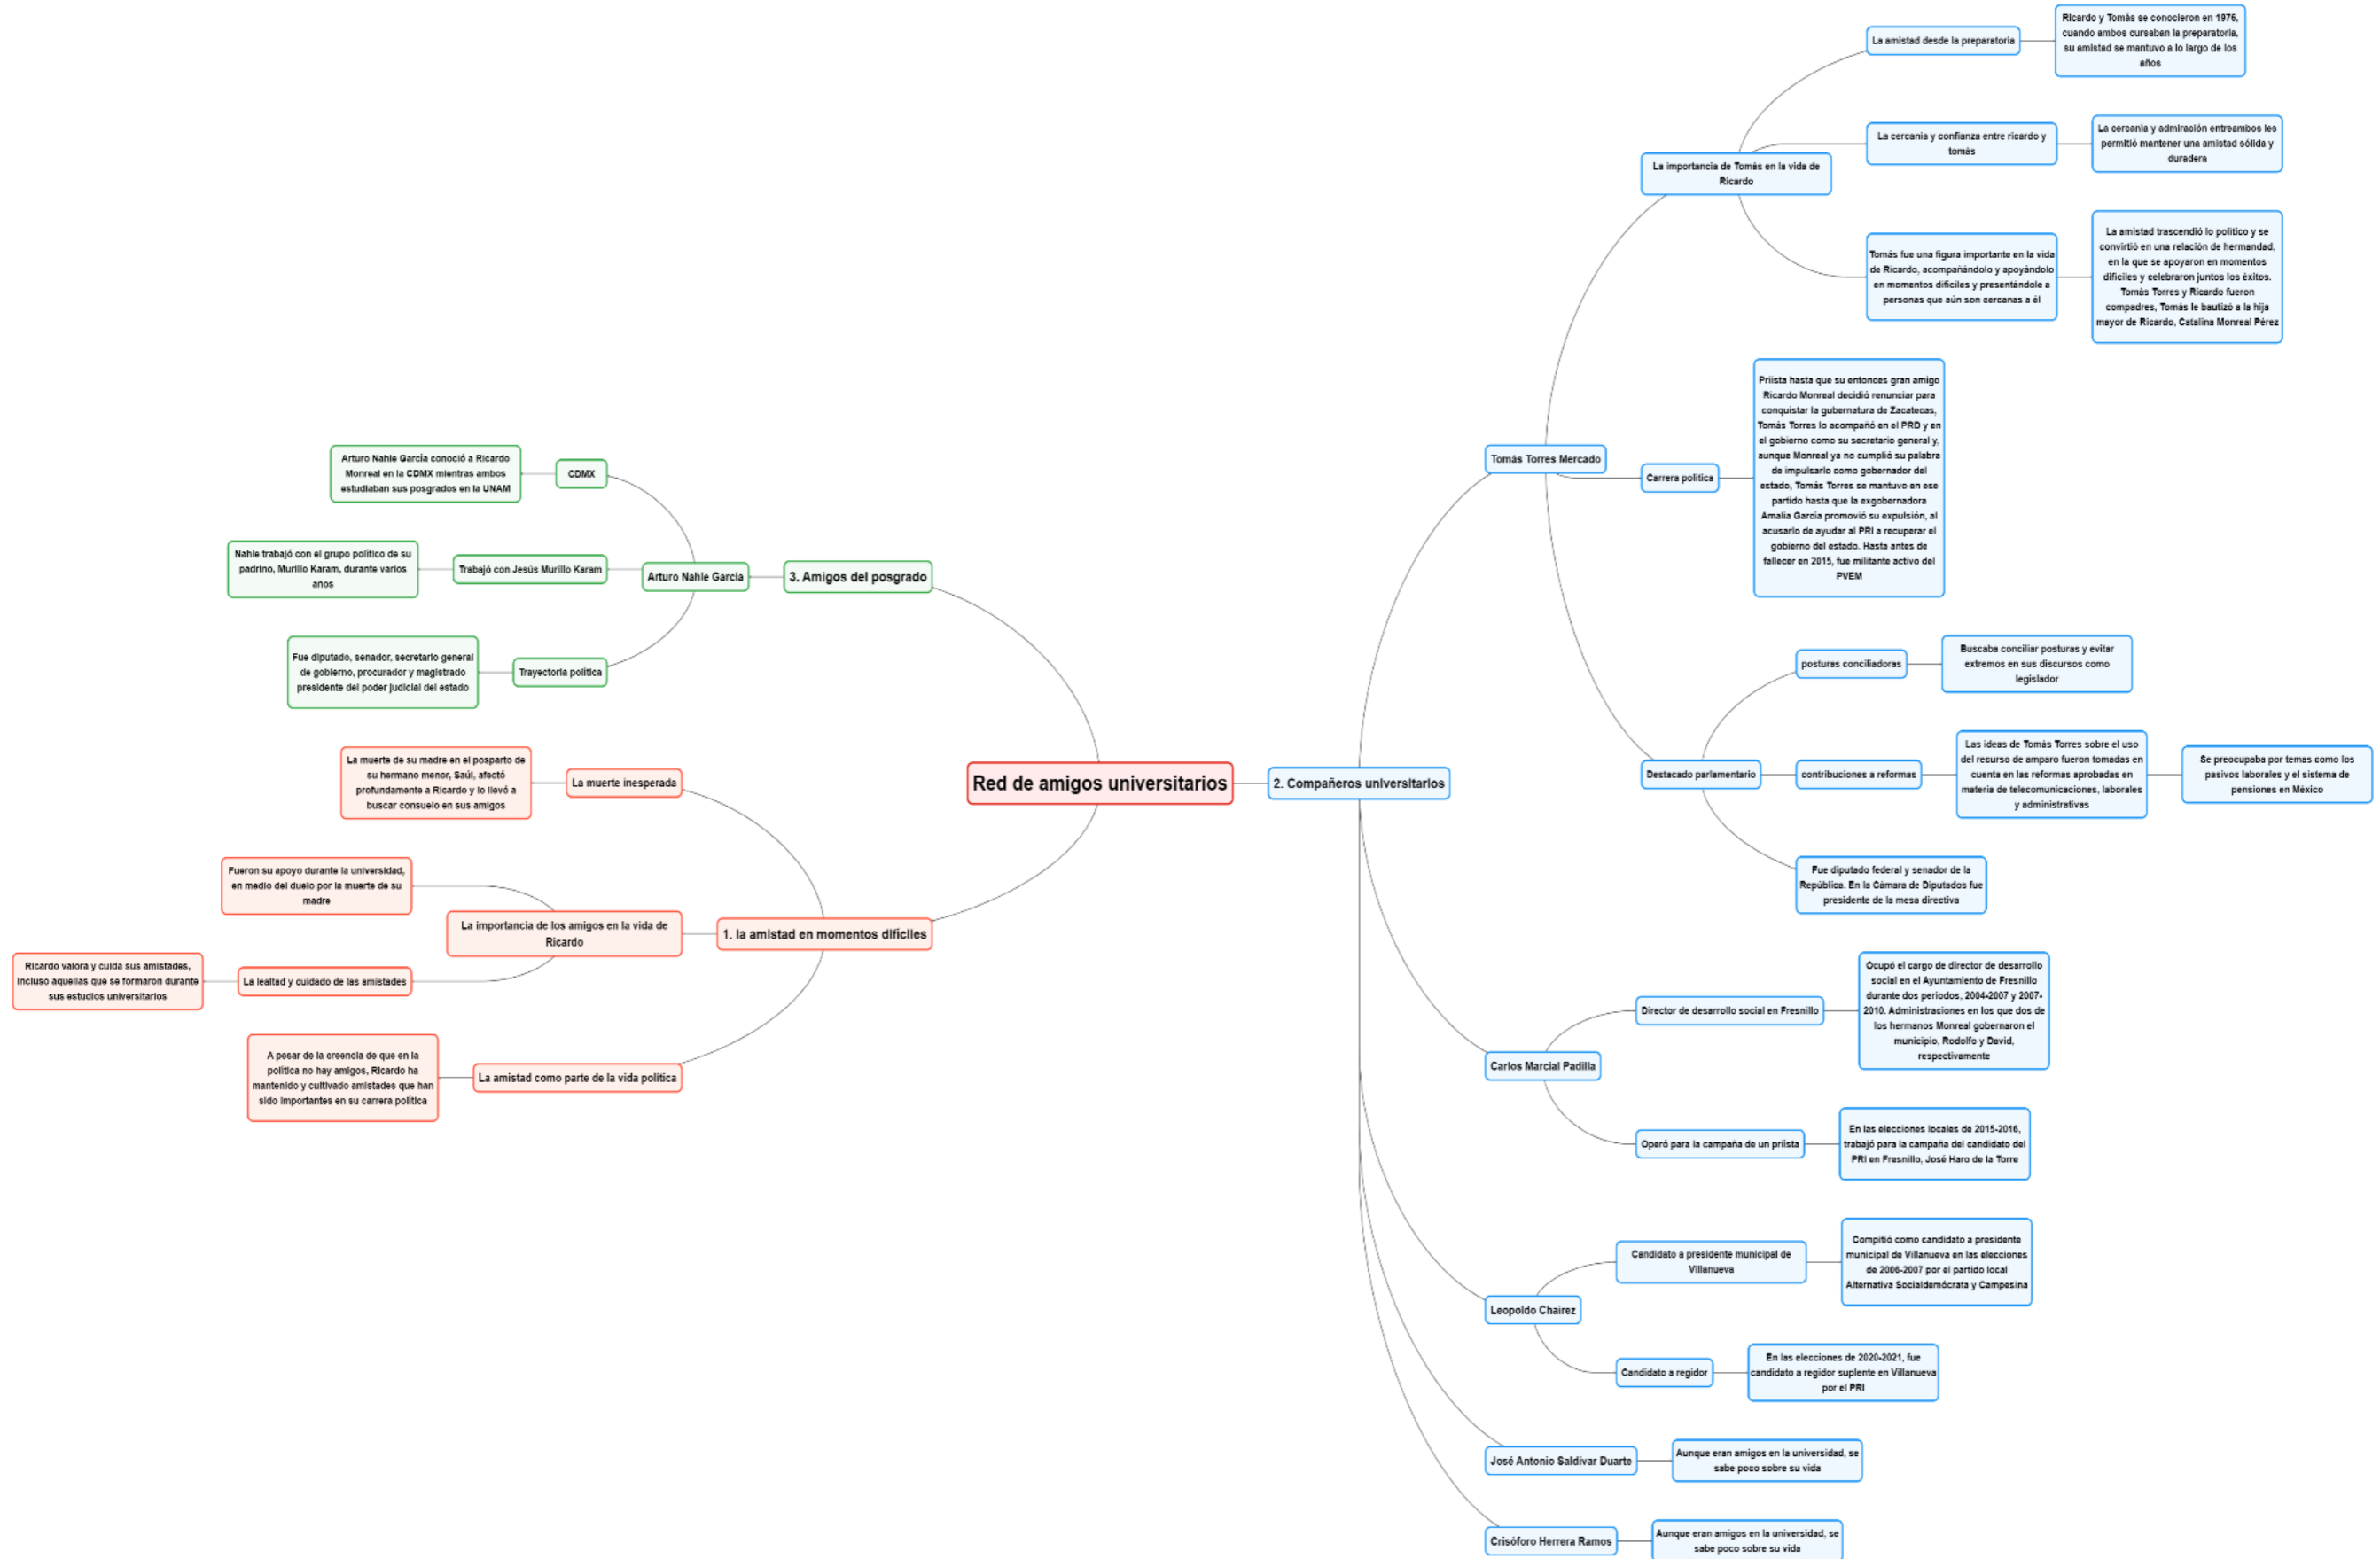 Red de amigos universitarios
1. la amistad en momentos difíciles
La muerte inesperada
La muerte de su madre en el posparto de
su hermano menor, Saúl, afectó
profundamente a Ricardo y lo llevó a
buscar consuelo en sus amigos
La importancia de los amigos en la vida de
Ricardo
Fueron su apoyo durante la universidad,
en medio del duelo por la muerte de su
madre
La lealtad y cuidado de las amistades
Ricardo valora y cuida sus amistades,
incluso aquellas que se formaron durante
sus estudios universitarios
La amistad como parte de la vida política
A pesar de la creencia de que en la
política no hay amigos, Ricardo ha
mantenido y cultivado amistades que han
sido importantes en su carrera política
2. Compañeros universitarios
Tomás Torres Mercado
La importancia de Tomás en la vida de
Ricardo
La amistad desde la preparatoria
Ricardo y Tomás se conocieron en 1976,
cuando ambos cursaban la preparatoria,
su amistad se mantuvo a lo largo de los
años
La cercanía y confianza entre ricardo y
tomás
La cercanía y admiración entreambos les
permitió mantener una amistad sólida y
duradera
Tomás fue una figura importante en la vida
de Ricardo, acompañándolo y apoyándolo
en momentos difíciles y presentándole a
personas que aún son cercanas a él
La amistad trascendió lo político y se
convirtió en una relación de hermandad,
en la que se apoyaron en momentos
difíciles y celebraron juntos los éxitos.
Tomás Torres y Ricardo fueron
compadres, Tomás le bautizó a la hija
mayor de Ricardo, Catalina Monreal Pérez
Carrera política
Priista hasta que su entonces gran amigo
Ricardo Monreal decidió renunciar para
conquistar la gubernatura de Zacatecas,
Tomás Torres lo acompañó en el PRD y en
el gobierno como su secretario general y,
aunque Monreal ya no cumplió su palabra
de impulsarlo como gobernador del
estado, Tomás Torres se mantuvo en ese
partido hasta que la exgobernadora
Amalia García promovió su expulsión, al
acusarlo de ayudar al PRI a recuperar el
gobierno del estado. Hasta antes de
fallecer en 2015, fue militante activo del
PVEM
Destacado parlamentario
posturas conciliadoras
Buscaba conciliar posturas y evitar
extremos en sus discursos como
legislador
contribuciones a reformas
Las ideas de Tomás Torres sobre el uso
del recurso de amparo fueron tomadas en
cuenta en las reformas aprobadas en
materia de telecomunicaciones, laborales
y administrativas
Se preocupaba por temas como los
pasivos laborales y el sistema de
pensiones en México
Fue diputado federal y senador de la
República. En la Cámara de Diputados fue
presidente de la mesa directiva
Carlos Marcial Padilla
Director de desarrollo social en Fresnillo
Ocupó el cargo de director de desarrollo
social en el Ayuntamiento de Fresnillo
durante dos periodos, 2004-2007 y 2007-
2010. Administraciones en los que dos de
los hermanos Monreal gobernaron el
municipio, Rodolfo y David,
respectivamente
Operó para la campaña de un priista
En las elecciones locales de 2015-2016,
trabajó para la campaña del candidato del
PRI en Fresnillo, José Haro de la Torre
Leopoldo Chairez
Candidato a presidente municipal de
Villanueva
Compitió como candidato a presidente
municipal de Villanueva en las elecciones
de 2006-2007 por el partido local
Alternativa Socialdemócrata y Campesina
Candidato a regidor
En las elecciones de 2020-2021, fue
candidato a regidor suplente en Villanueva
por el PRI
José Antonio Saldívar Duarte
Aunque eran amigos en la universidad, se
sabe poco sobre su vida
Crisóforo Herrera Ramos
Aunque eran amigos en la universidad, se
sabe poco sobre su vida
3. Amigos del posgrado
Arturo Nahle García
CDMX
Arturo Nahle García conoció a Ricardo
Monreal en la CDMX mientras ambos
estudiaban sus posgrados en la UNAM
Trabajó con Jesús Murillo Karam
Nahle trabajó con el grupo político de su
padrino, Murillo Karam, durante varios
años
Trayectoria política
Fue diputado, senador, secretario general
de gobierno, procurador y magistrado
presidente del poder judicial del estado